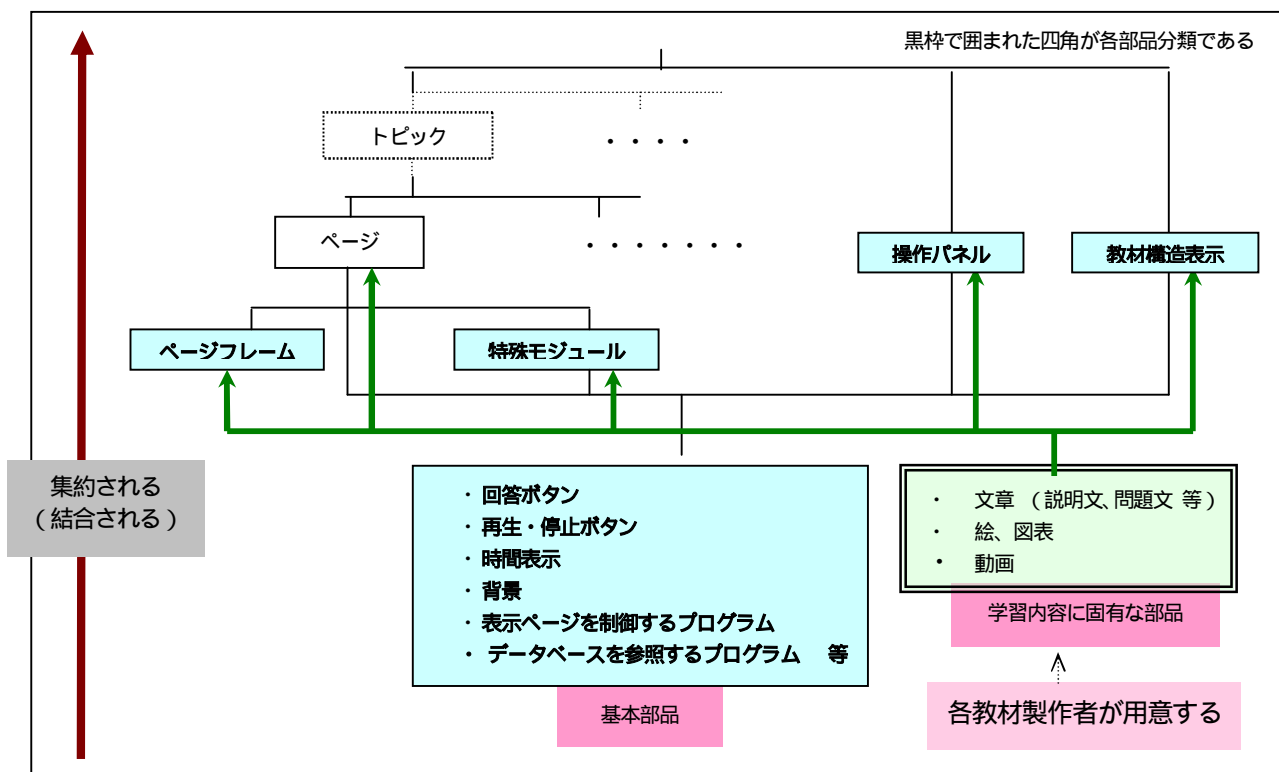 黒枠で囲まれた四角が各部品分類である
トピック
・・・・
ページ
・・・・・・・
操作パネル
教材構造表示
ページフレーム
特殊モジュール
集約される
(結合される)
・ 回答ボタン
・ 再生・停止ボタン
・ 時間表示
・ 背景
・ 表示ページを制御するプログラム
・ データベースを参照するプログラム 等
基本部品
・ 文章 (説明文、問題文 等)
・ 絵、図表
・ 動画
学習内容に固有な部品
各教材製作者が用意する